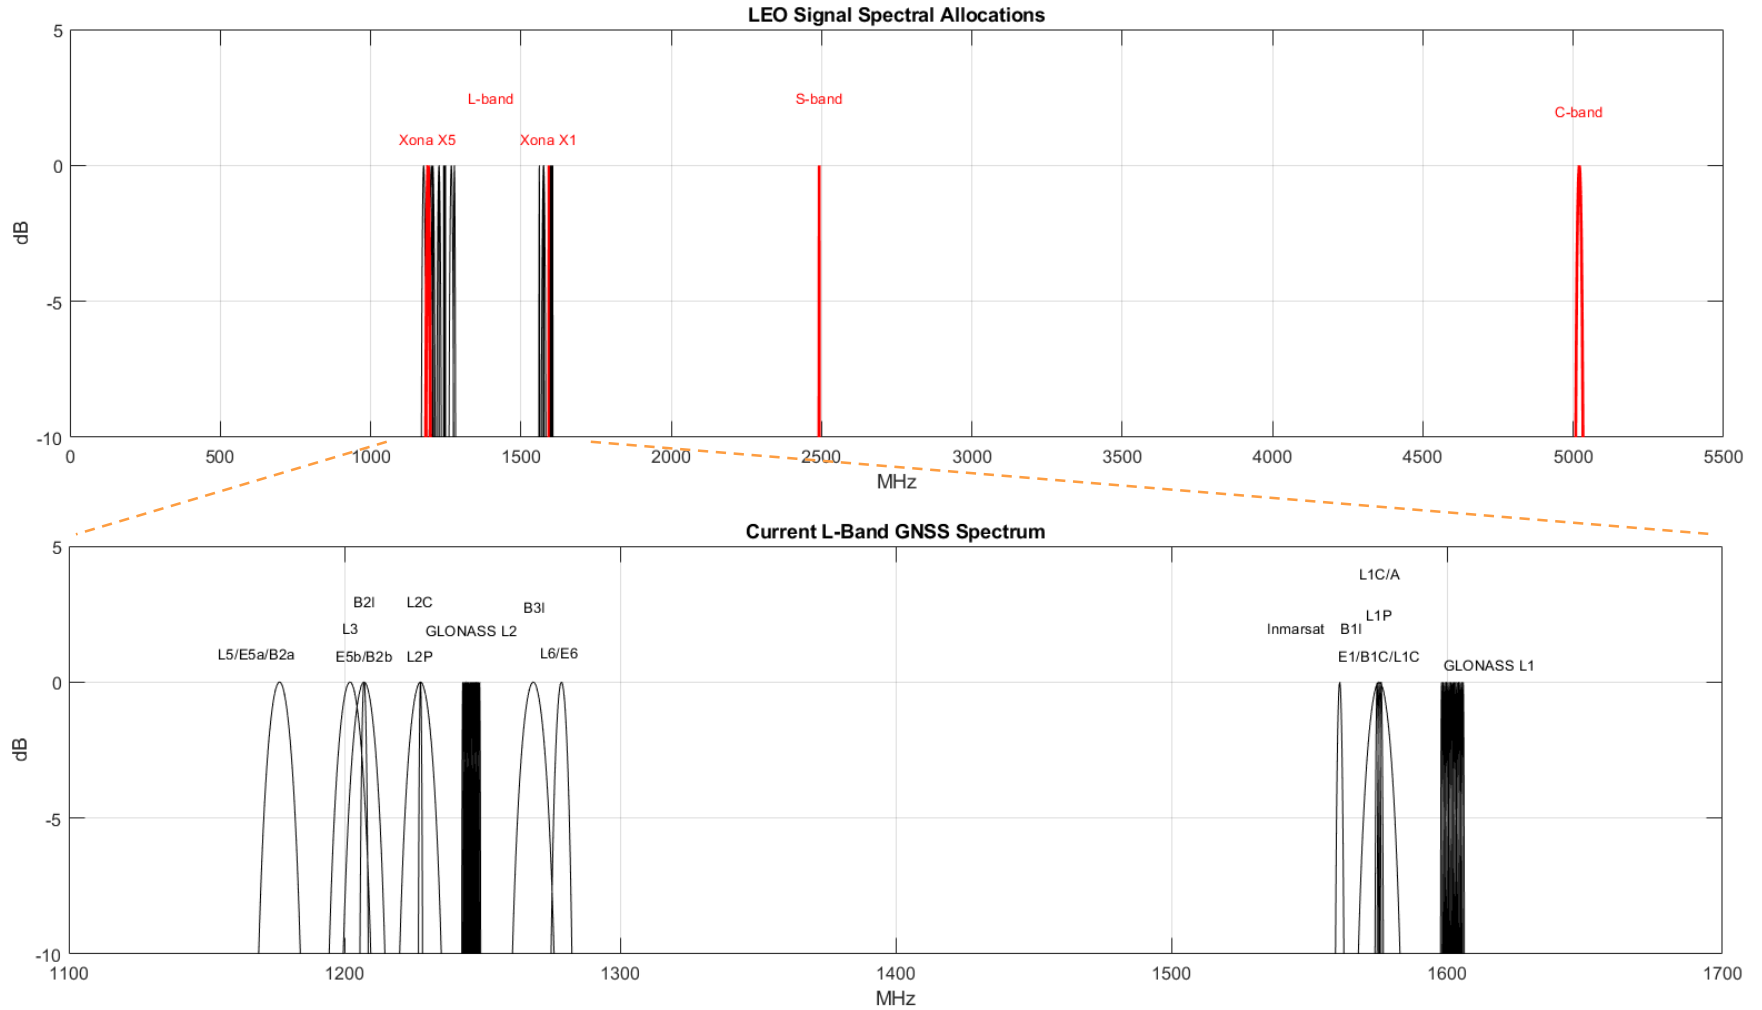 LEO Signal Spectral Allocations
5
L-band
S-band
C-band
Xona X5
Xona X1
0
dB
-5
-10
0 500 1000 1500 2000 2500 3000 3500 4000 4500 5000 5500
MHz
Current L-Band GNSS Spectrum
5
L1C/A
B2I L2C B3I
L1P
L3 GLONASS L2 Inmarsat B1I
L5/E5a/B2a E5b/B2b L2P L6/E6 E1/B1C/L1C
GLONASS L1
0
dB
-5
-10
1100 1200 1300 1400 1500 1600 1700
MHz